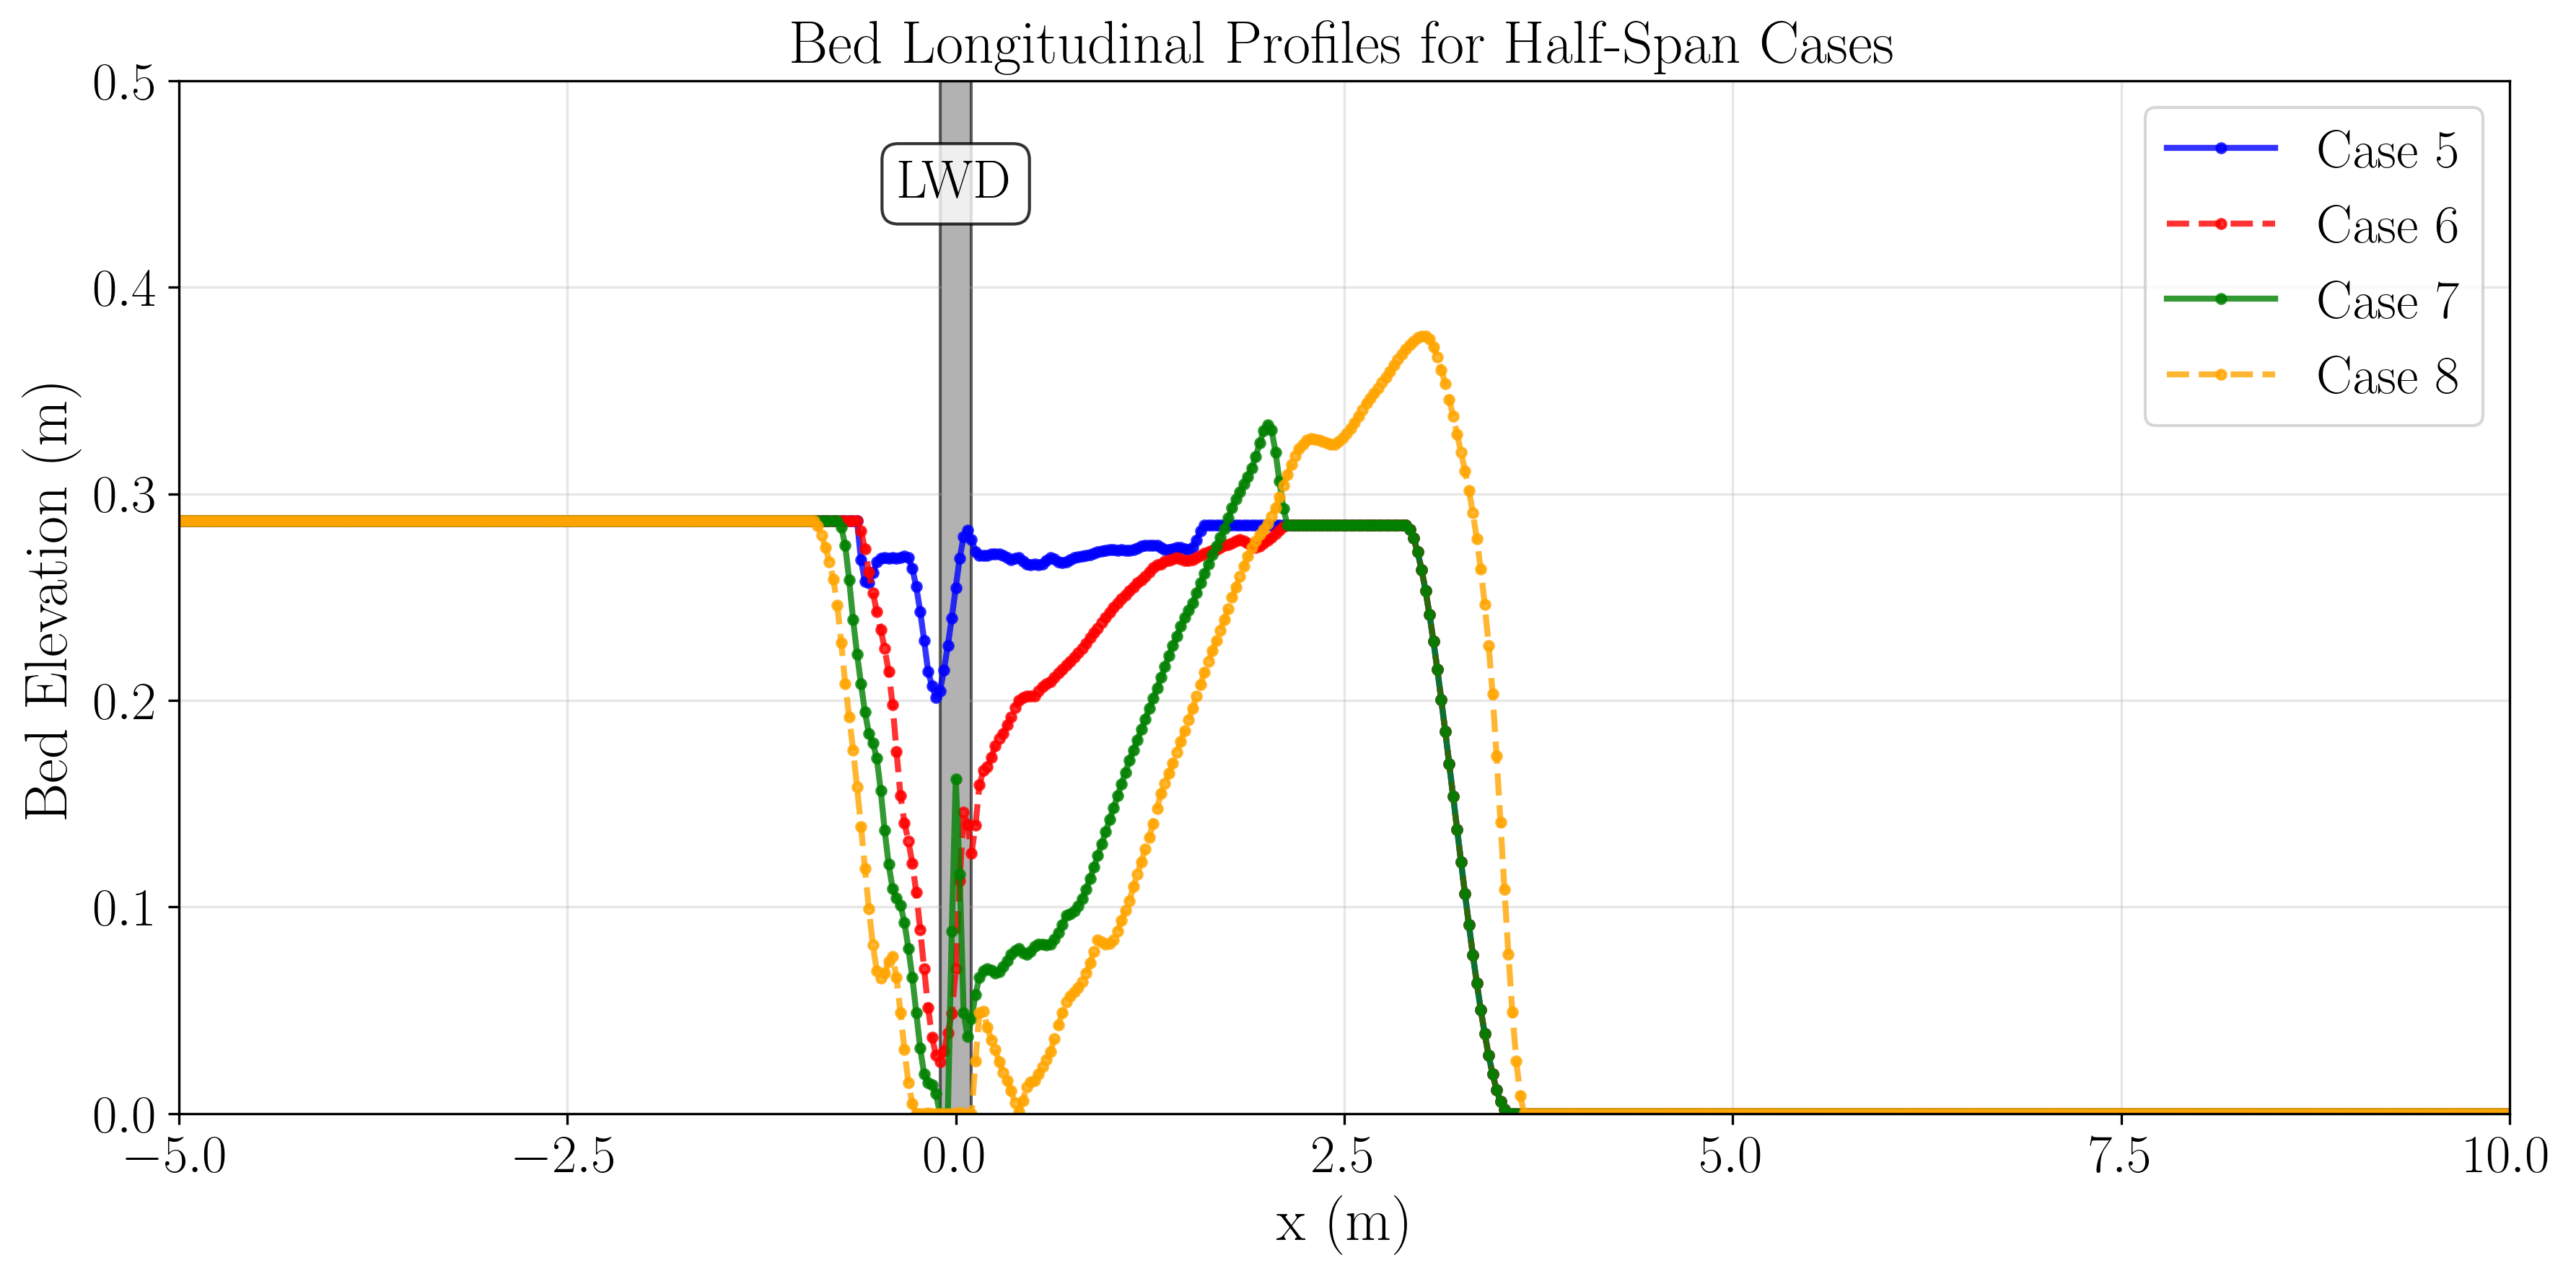 Bed Longitudinal Profiles for Half-Span Cases
0.5
0.4
0.3
0.2
0.1
0.0
Bed Elevation (m)
LWD
Case 5
Case 6
Case 7
Case 8
−5.0 −2.5 0.0 2.5 5.0 7.5 10.0
x (m)